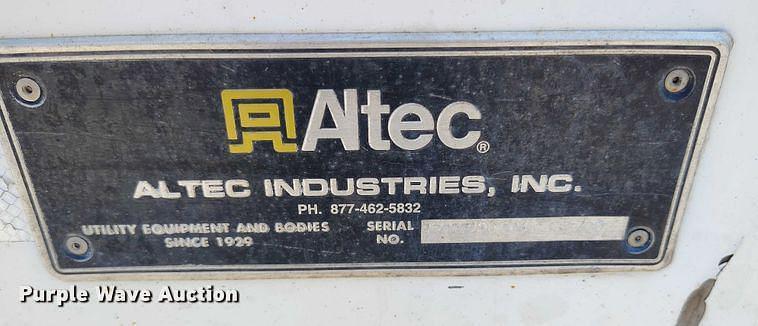 Altec®
ALTEC INDUSTRIES, INC.
PH. 877-462-5832
UTILITY EQUIPMENT AND BODIES
SINCE 1929
SERIAL
NO.
Purple Wave Auction